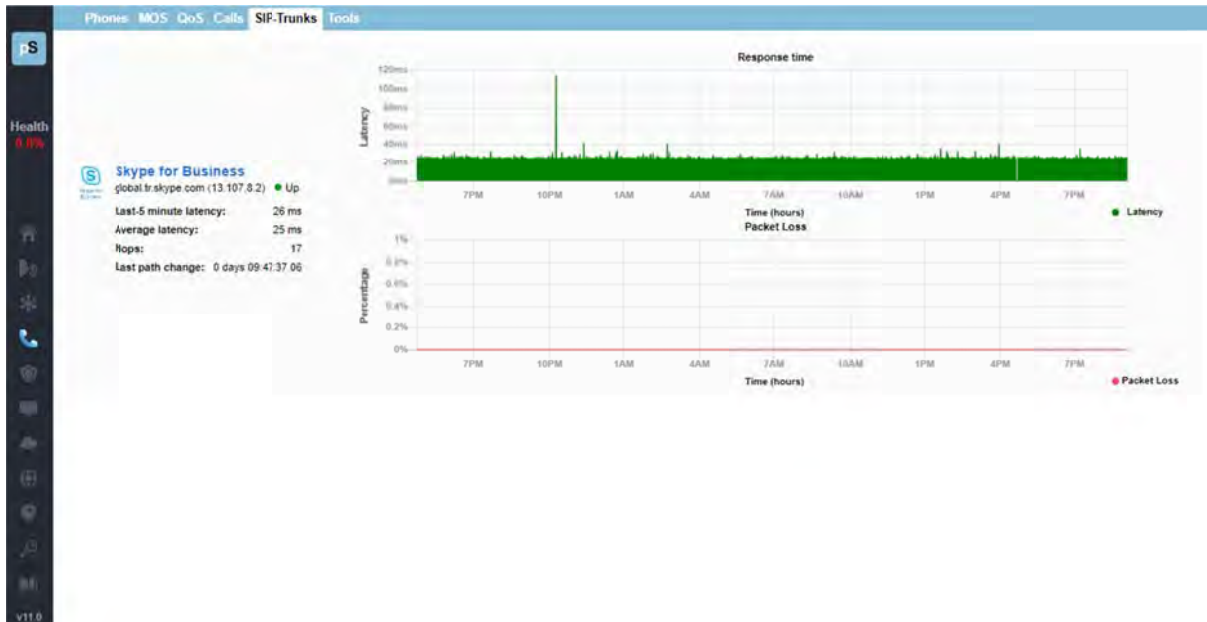 Phones MOS QoS Calls SIP-Trunks Tools
pS
Health
0.0%
Skype for Business
global.tr.skype.com (13.107.8.2) Up
Last-5 minute latency: 26 ms
Average latency: 25 ms
Hops: 17
Last path change: 0 days 09:47:37.06
Response time
Latency
120ms
100ms
80ms
60ms
40ms
20ms
0ms
7PM 10PM 1AM 4AM 7AM 10AM 1PM 4PM 7PM
Time (hours)
Latency
Packet Loss
Percentage
1%
0.8%
0.6%
0.4%
0.2%
0%
7PM 10PM 1AM 4AM 7AM 10AM 1PM 4PM 7PM
Time (hours)
Packet Loss
v11.0